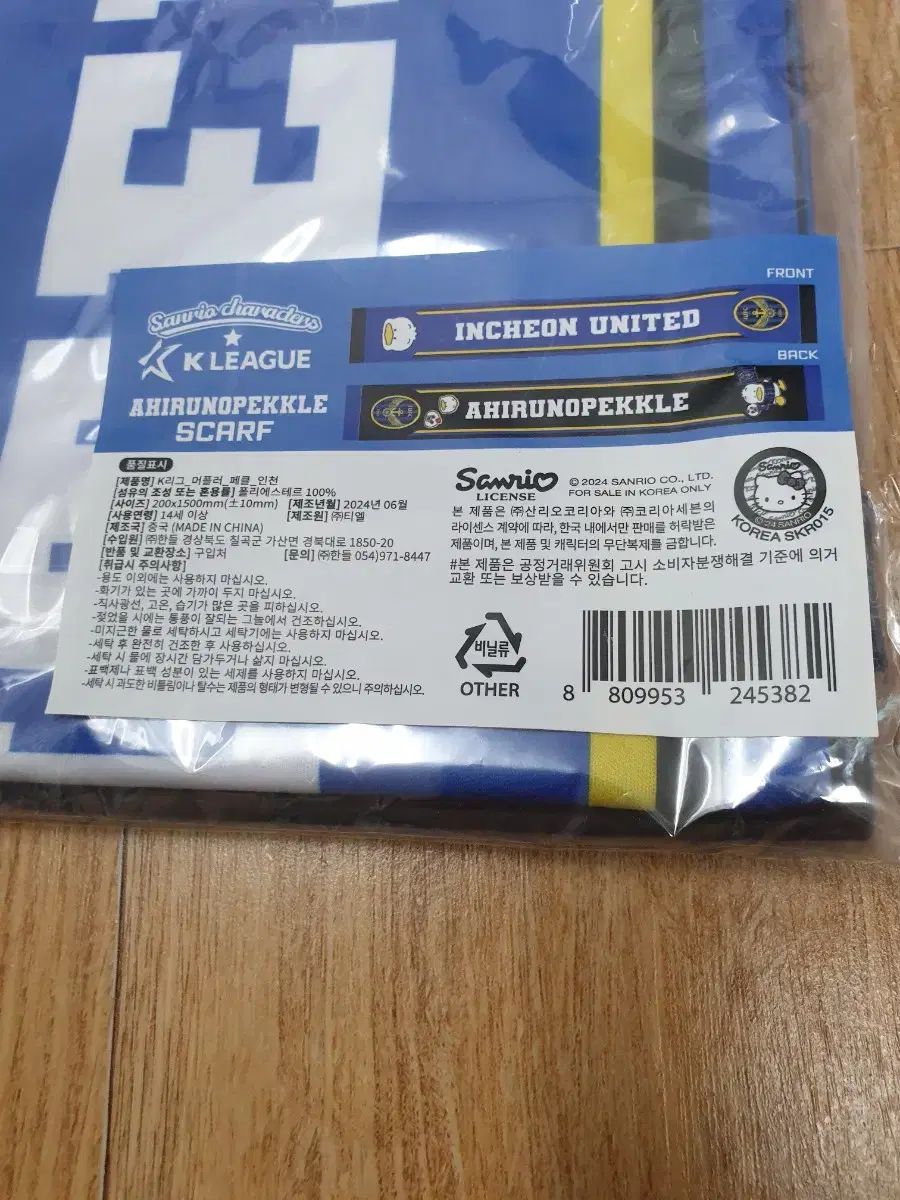 Sanrio characters
K LEAGUE
AHIRUNOPEKKLE
SCARF
FRONT
INCHEON UNITED
BACK
AHIRUNOPEKKLE
품질표시
[제품명] K리그_머플러_페클_인천
[섬유의 조성 또는 혼용률] 폴리에스테르 100%
[사이즈] 200x1500mm(±10mm) [제조년월] 2024년 06월
[사용연령] 14세 이상 [제조원] ㈜티엘
[제조국] 중국 (MADE IN CHINA)
[수입원] ㈜한들 경상북도 칠곡군 가산면 경북대로 1850-20
[반품 및 교환장소] 구입처 [문의] ㈜한들 054)971-8447
[취급시 주의사항]
-용도 이외에는 사용하지 마십시오.
-화기가 있는 곳에 가까이 두지 마십시오.
-직사광선, 고온, 습기가 많은 곳을 피하십시오.
-젖었을 시에는 통풍이 잘되는 그늘에서 건조하십시오.
-미지근한 물로 세탁하시고 세탁기에는 사용하지 마십시오.
-세탁 후 완전히 건조한 후 사용하십시오.
-세탁 시 물에 장시간 담가두거나 삶지 마십시오.
-표백제나 표백 성분이 있는 세제를 사용하지 마십시오.
-세탁 시 과도한 비틀림이나 탈수는 제품의 형태가 변형될 수 있으니 주의하십시오.
Sanrio
LICENSE
© 2024 SANRIO CO., LTD.
FOR SALE IN KOREA ONLY
본 제품은 ㈜산리오코리아와 ㈜코리아세븐의
라이센스 계약에 따라, 한국 내에서만 판매를 허락받은
제품이며, 본 제품 및 캐릭터의 무단복제를 금합니다.
#본 제품은 공정거래위원회 고시 소비자분쟁해결 기준에 의거
교환 또는 보상받을 수 있습니다.
Sanrio
© '24 SANRIO
KOREA SKR015
비닐류
OTHER
8 809953 245382